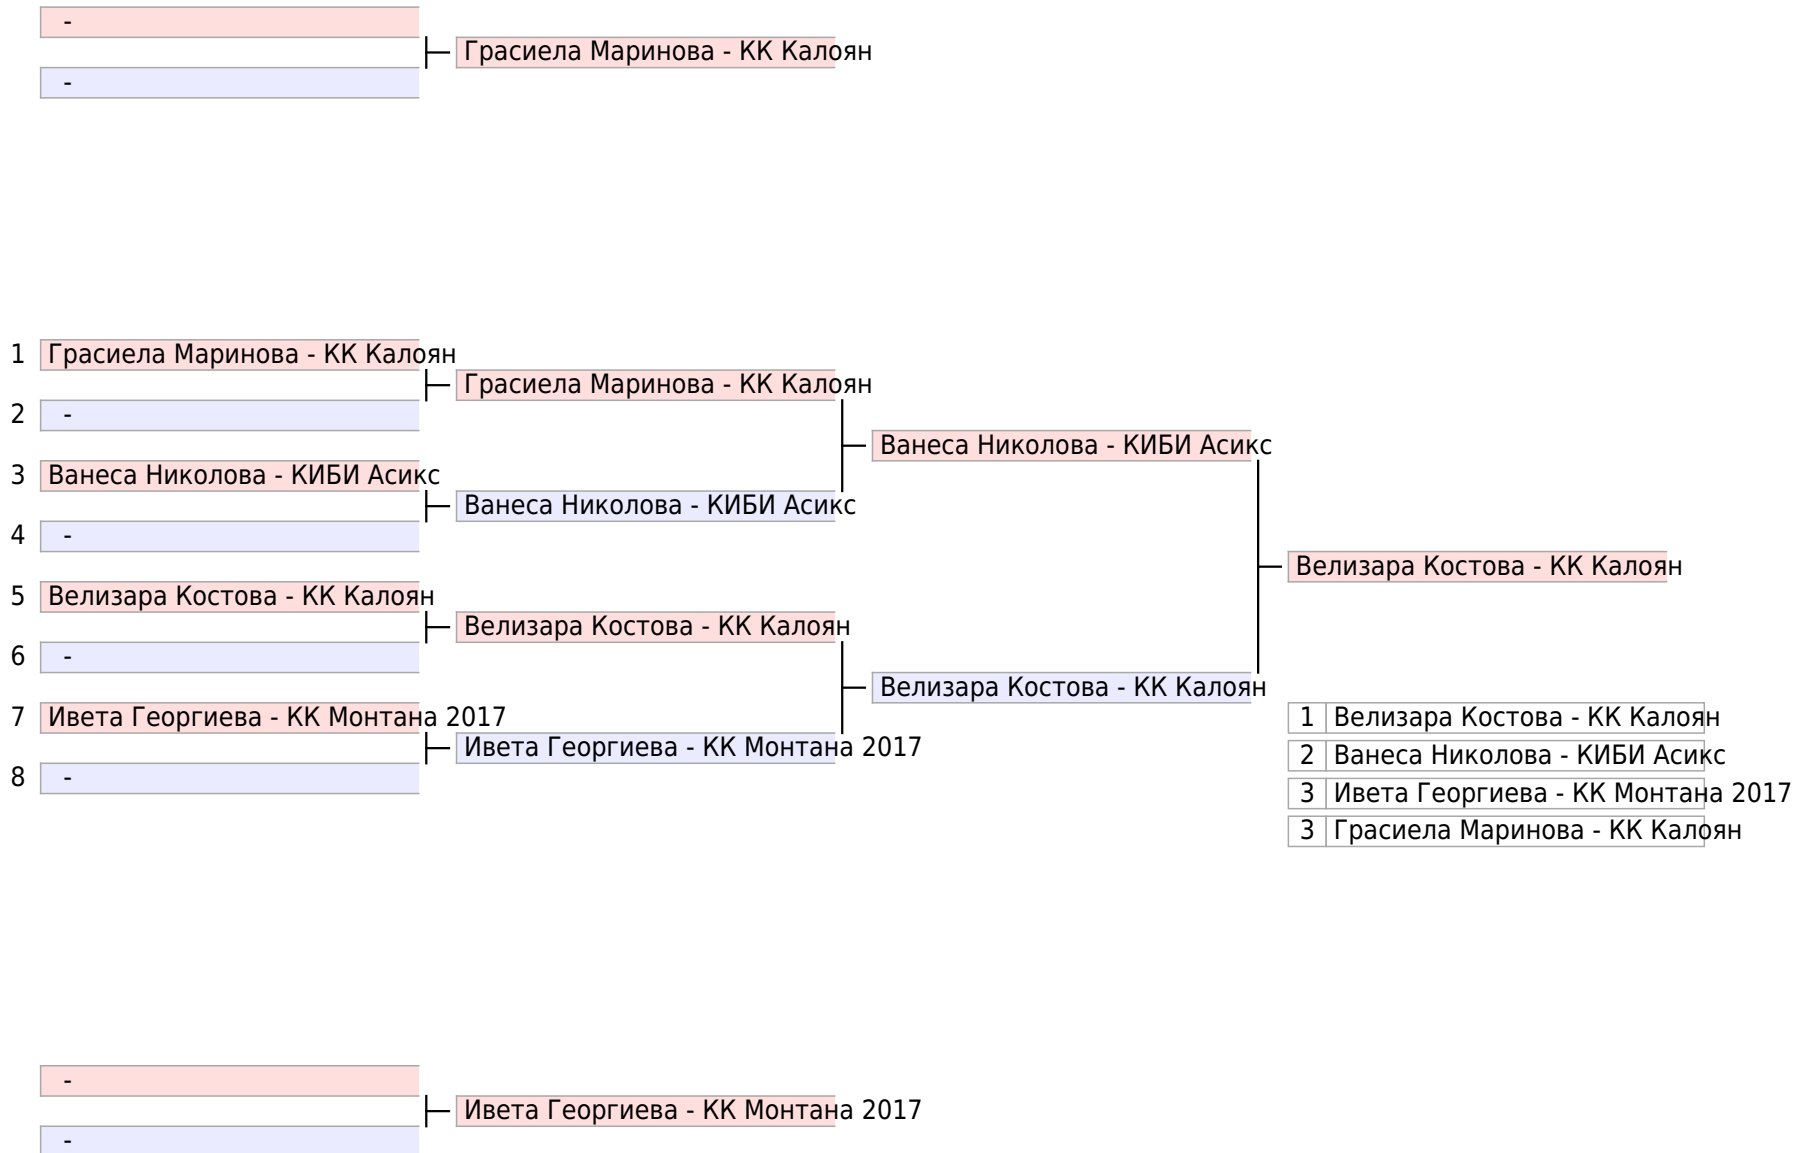 -
Грасиела Маринова - КК Калоян
-
1 Грасиела Маринова - КК Калоян
Грасиела Маринова - КК Калоян
2 -
Ванеса Николова - КИБИ Асикс
3 Ванеса Николова - КИБИ Асикс
Ванеса Николова - КИБИ Асикс
4 -
Велизара Костова - КК Калоян
5 Велизара Костова - КК Калоян
Велизара Костова - КК Калоян
6 -
Велизара Костова - КК Калоян
7 Ивета Георгиева - КК Монтана 2017
Ивета Георгиева - КК Монтана 2017
8 -
1 Велизара Костова - КК Калоян
2 Ванеса Николова - КИБИ Асикс
3 Ивета Георгиева - КК Монтана 2017
3 Грасиела Маринова - КК Калоян
-
Ивета Георгиева - КК Монтана 2017
-